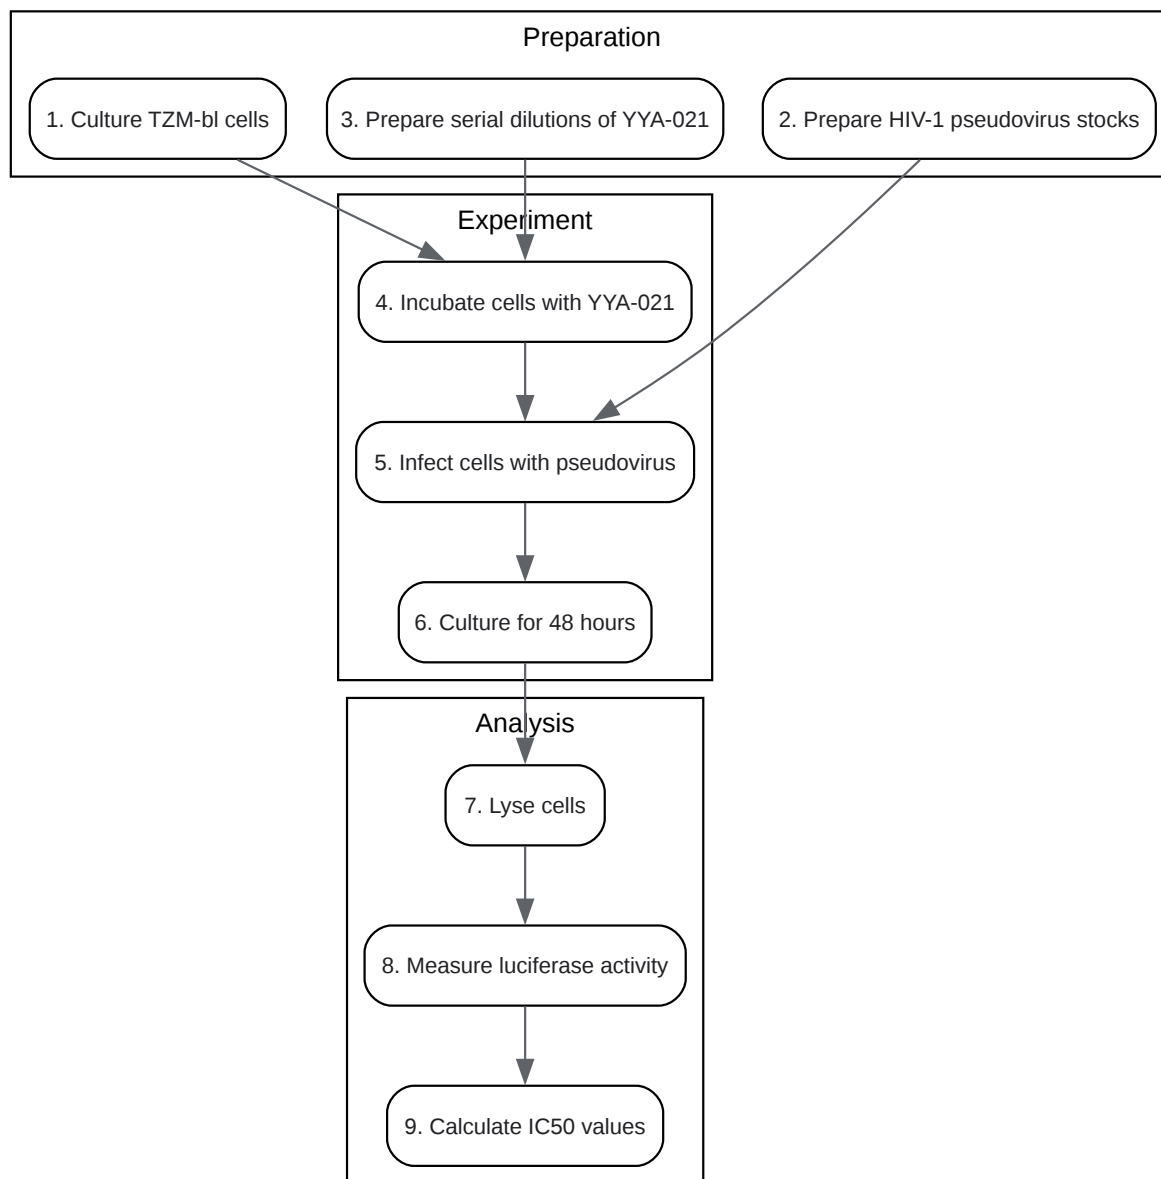 Preparation
1. Culture TZM-bl cells
3. Prepare serial dilutions of YYA-021
2. Prepare HIV-1 pseudovirus stocks
Experiment
4. Incubate cells with YYA-021
5. Infect cells with pseudovirus
6. Culture for 48 hours
Analysis
7. Lyse cells
8. Measure luciferase activity
9. Calculate IC50 values